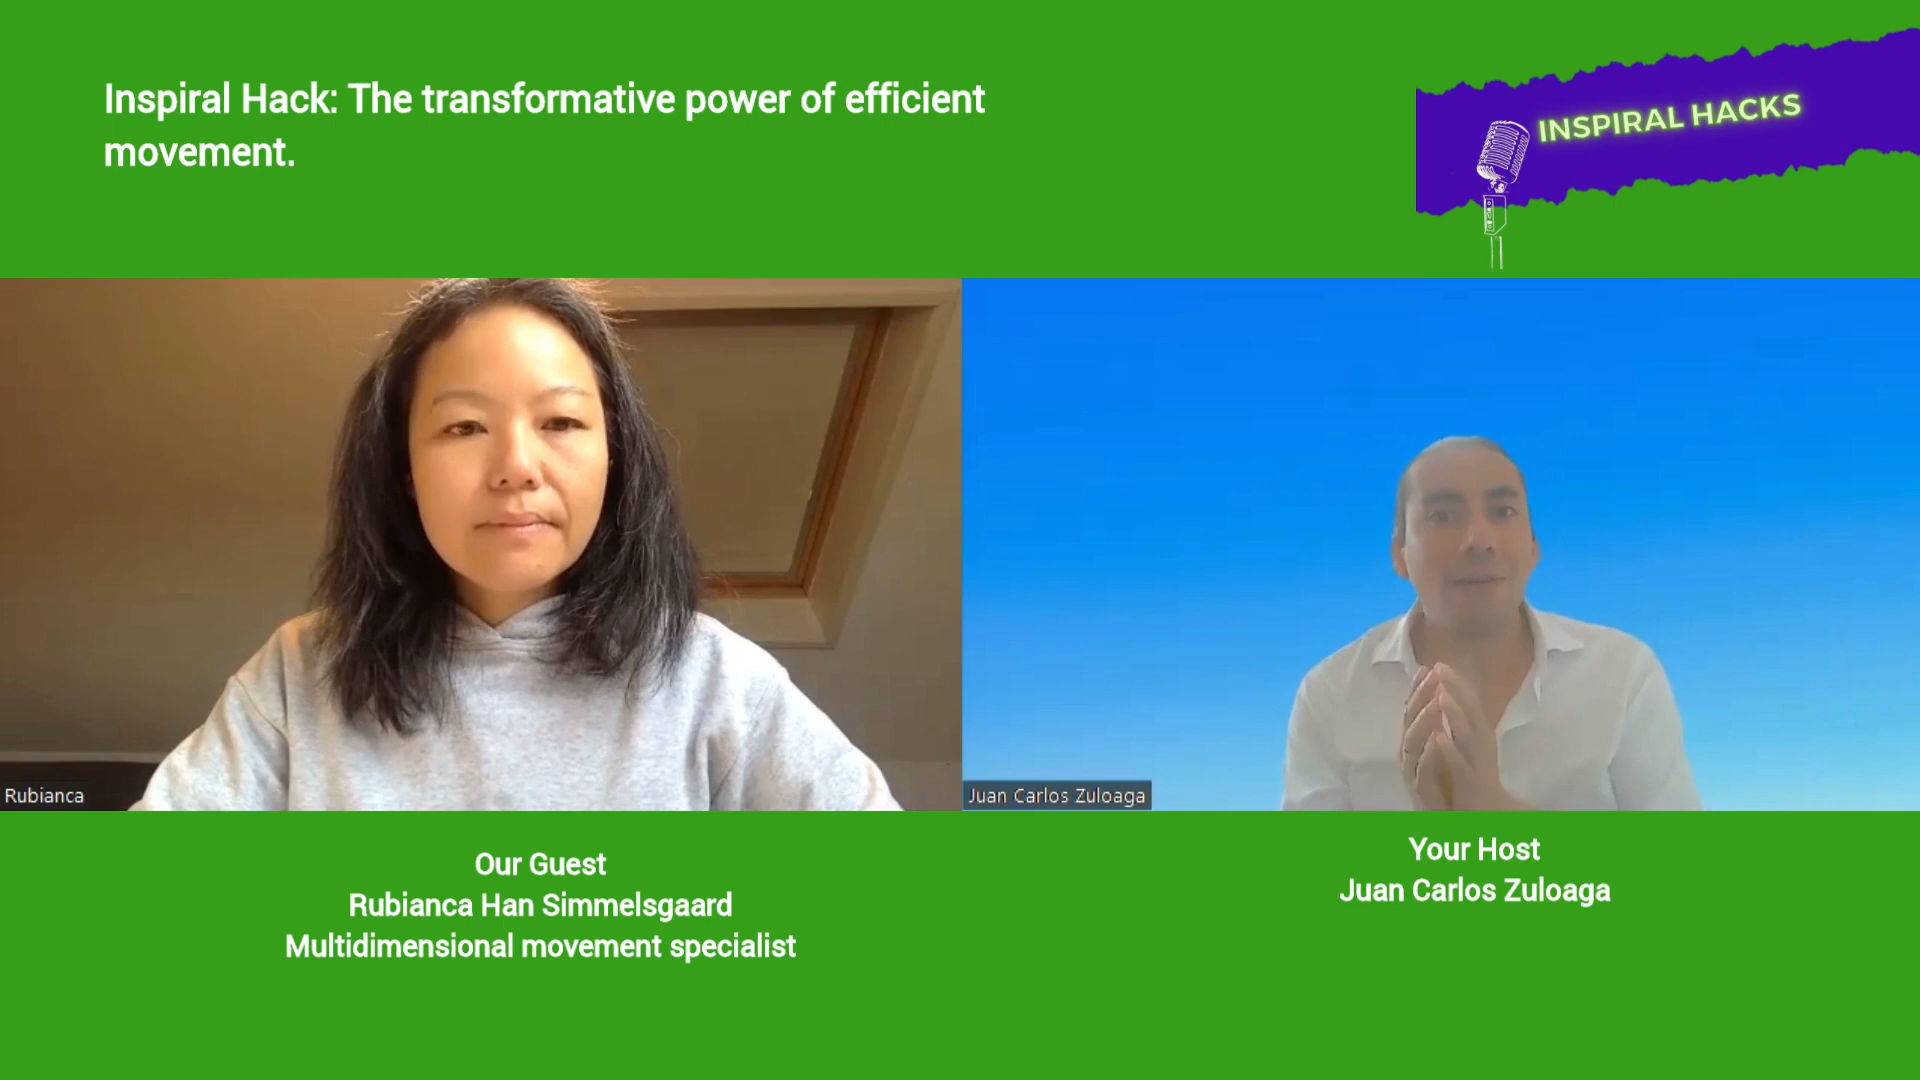 Inspiral Hack: The transformative power of efficient
movement.
INSPIRAL HACKS
Rubianca
Juan Carlos Zuloaga
Our Guest
Rubianca Han Simmelsgaard
Multidimensional movement specialist
Your Host
Juan Carlos Zuloaga